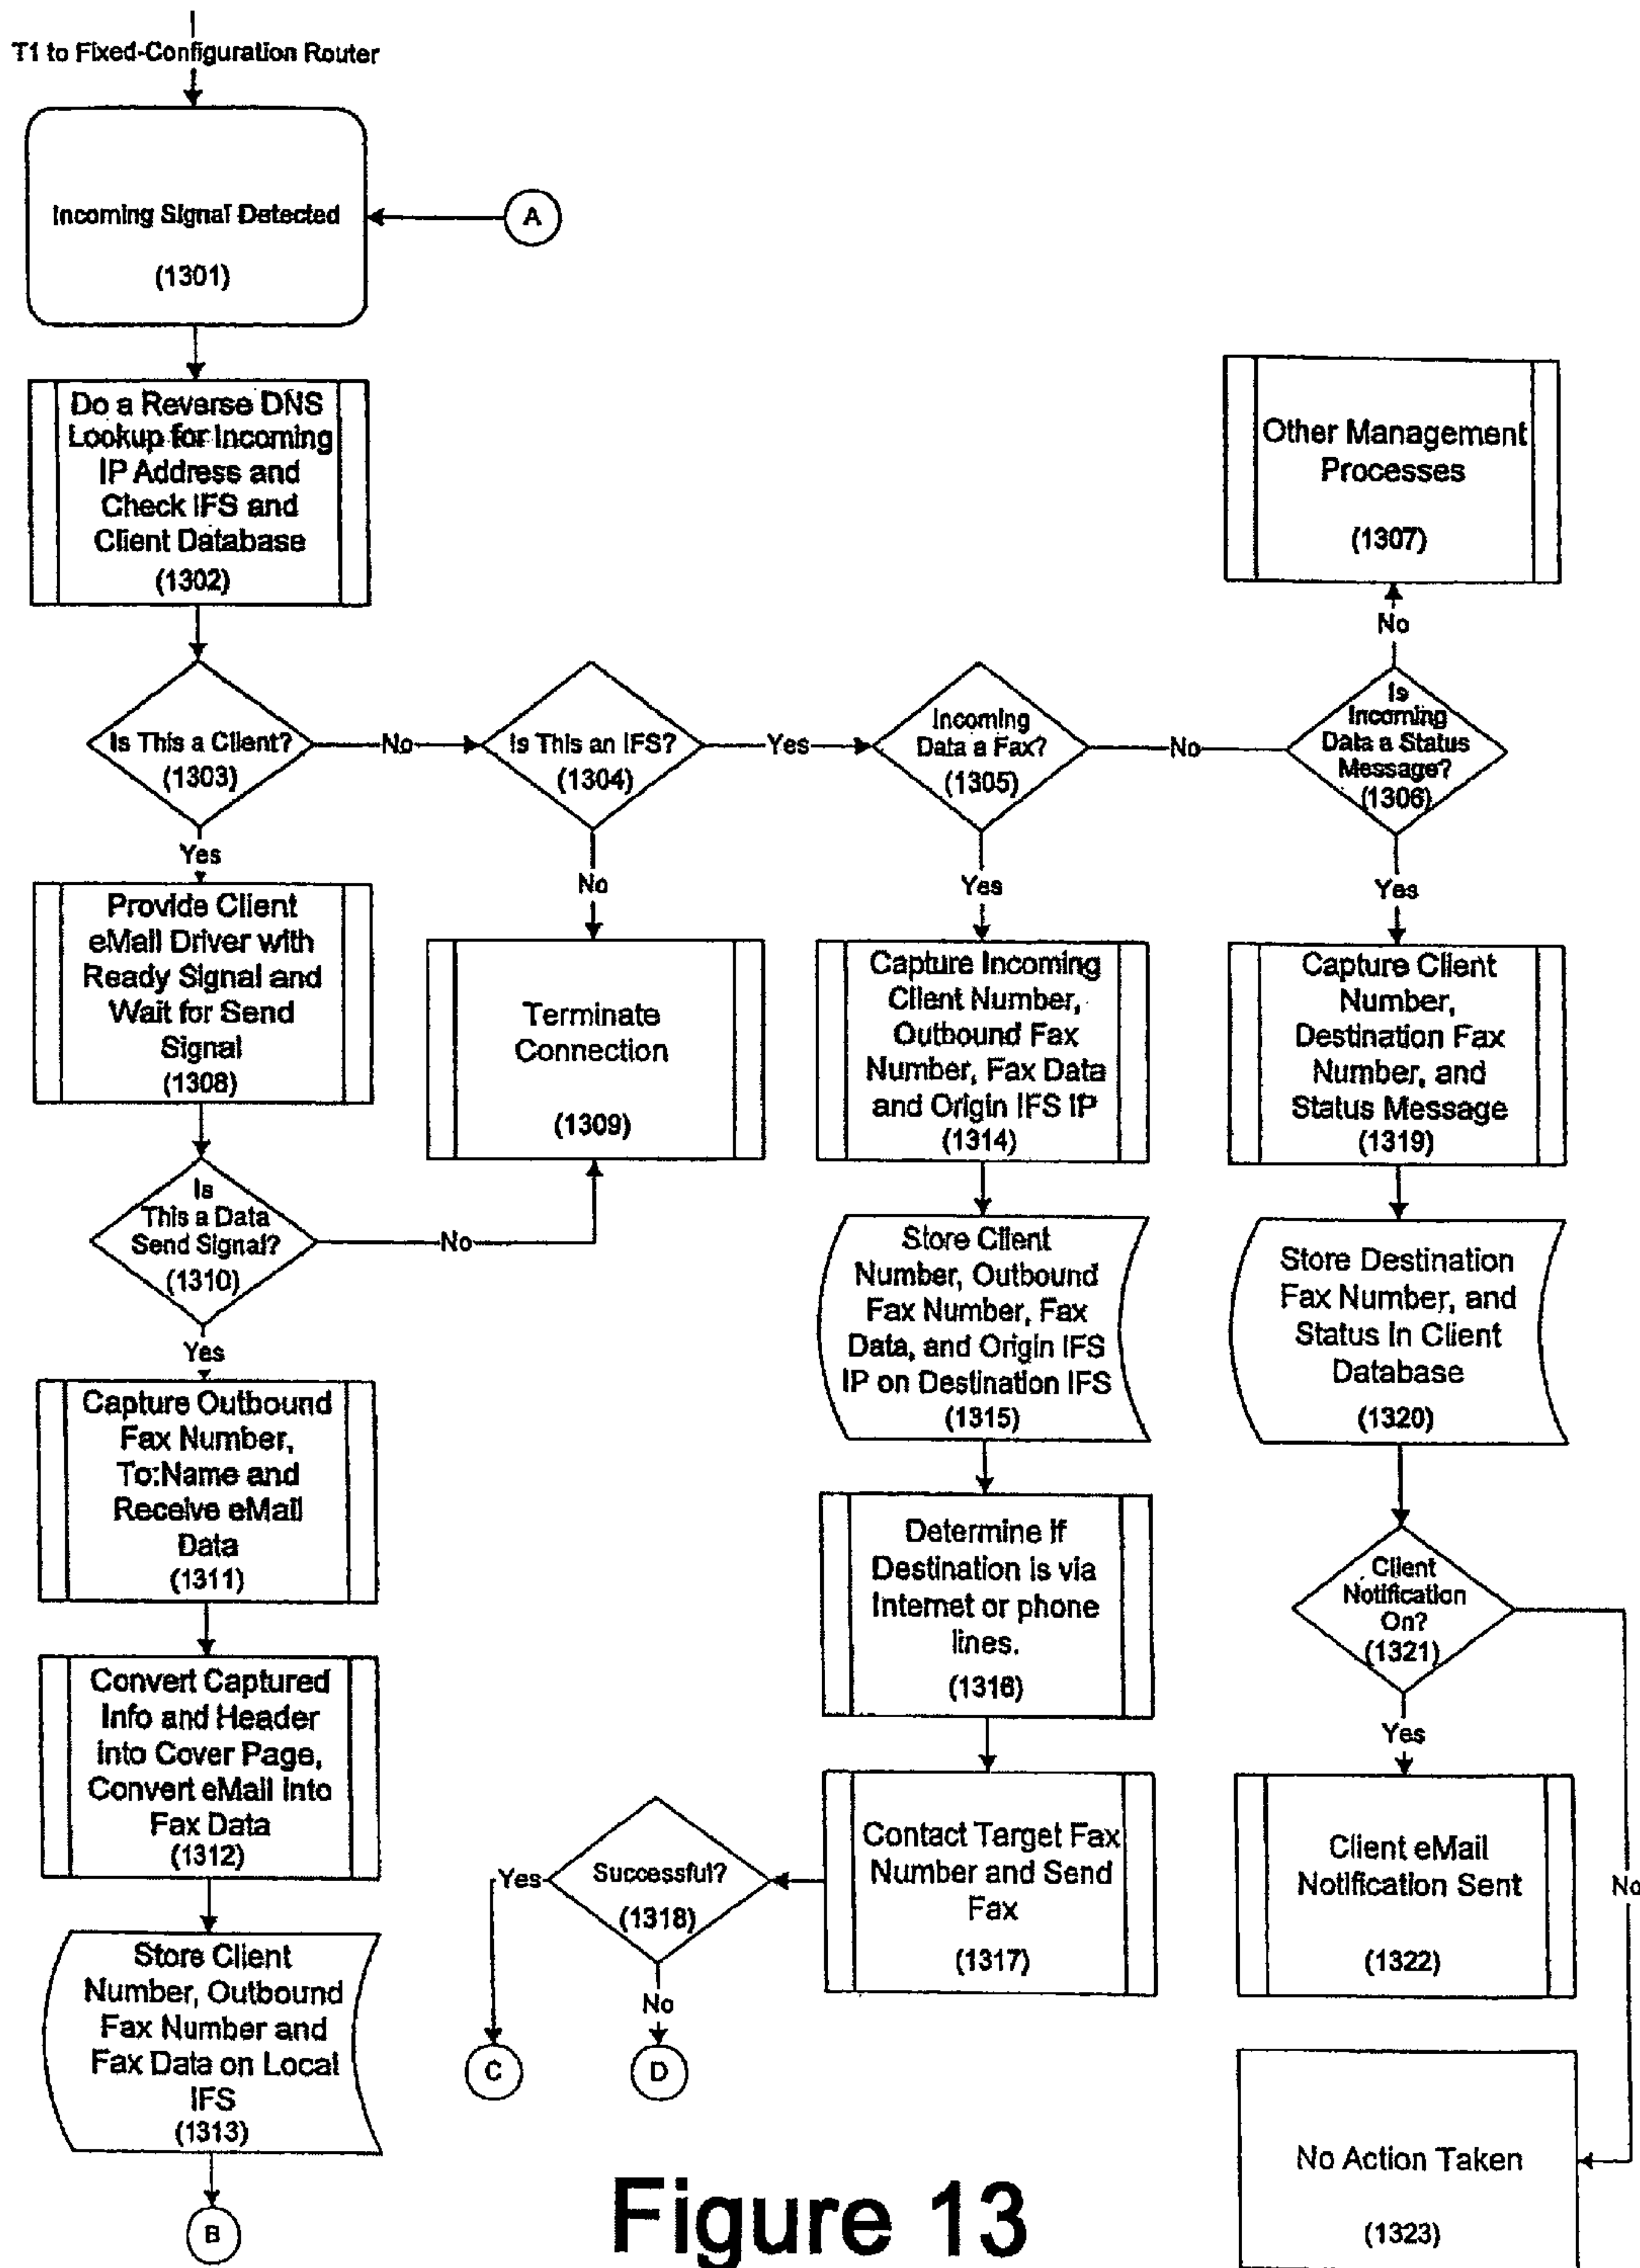 T1 to Fixed-Configuration Router
Incoming Signal Detected
(1301)
A
Do a Reverse DNS
Lookup for Incoming
IP Address and
Check IFS and
Client Database
(1302)
Other Management
Processes
(1307)
No
Is This a Client?
(1303)
No
Is This an IFS?
(1304)
Yes
Incoming
Data a Fax?
(1305)
No
Is
Incoming
Data a Status
Message?
(1306)
Yes
No
Yes
Yes
Provide Client
eMail Driver with
Ready Signal and
Wait for Send
Signal
(1308)
Terminate
Connection
(1309)
Capture Incoming
Client Number,
Outbound Fax
Number, Fax Data
and Origin IFS IP
(1314)
Capture Client
Number,
Destination Fax
Number, and
Status Message
(1319)
Is
This a Data
Send Signal?
(1310)
No
Yes
Store Client
Number, Outbound
Fax Number, Fax
Data, and Origin IFS
IP on Destination IFS
(1315)
Store Destination
Fax Number, and
Status in Client
Database
(1320)
Capture Outbound
Fax Number,
To:Name and
Receive eMail
Data
(1311)
Determine if
Destination is via
Internet or phone
lines.
(1316)
Client
Notification
On?
(1321)
Yes
No
Convert Captured
Info and Header
into Cover Page,
Convert eMail into
Fax Data
(1312)
Yes
Successful?
(1318)
No
C
D
Contact Target Fax
Number and Send
Fax
(1317)
Client eMail
Notification Sent
(1322)
Store Client
Number, Outbound
Fax Number and
Fax Data on Local
IFS
(1313)
B
No Action Taken
(1323)
Figure 13